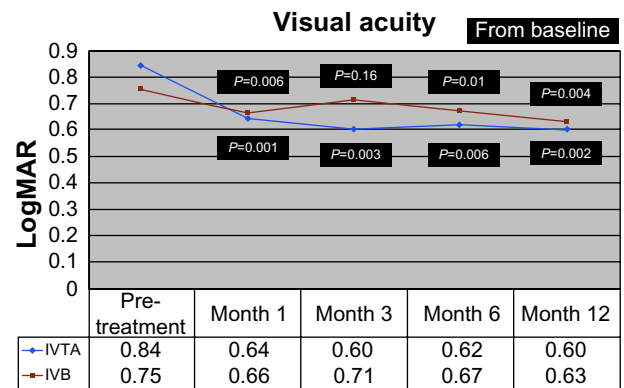 Visual acuity
From baseline
LogMAR
0.9
0.8
0.7
0.6
0.5
0.4
0.3
0.2
0.1
0
P=0.006 P=0.16 P=0.01 P=0.004
P=0.001 P=0.003 P=0.006 P=0.002
Pre-
treatment Month 1 Month 3 Month 6 Month 12
IVTA 0.84 0.64 0.60 0.62 0.60
IVB 0.75 0.66 0.71 0.67 0.63